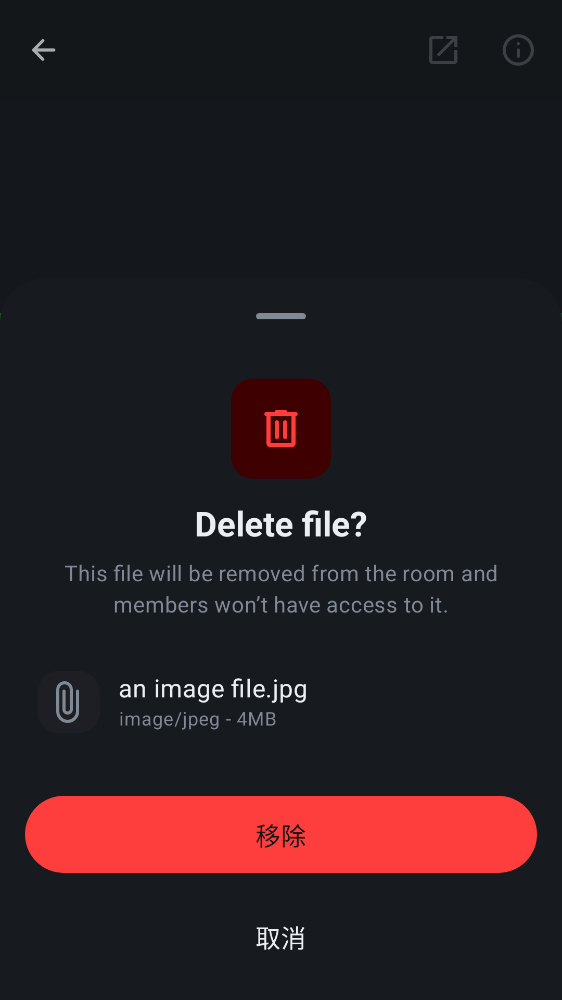 Delete file?
This file will be removed from the room and
members won’t have access to it.
an image file.jpg
image/jpeg - 4MB
移除
取消